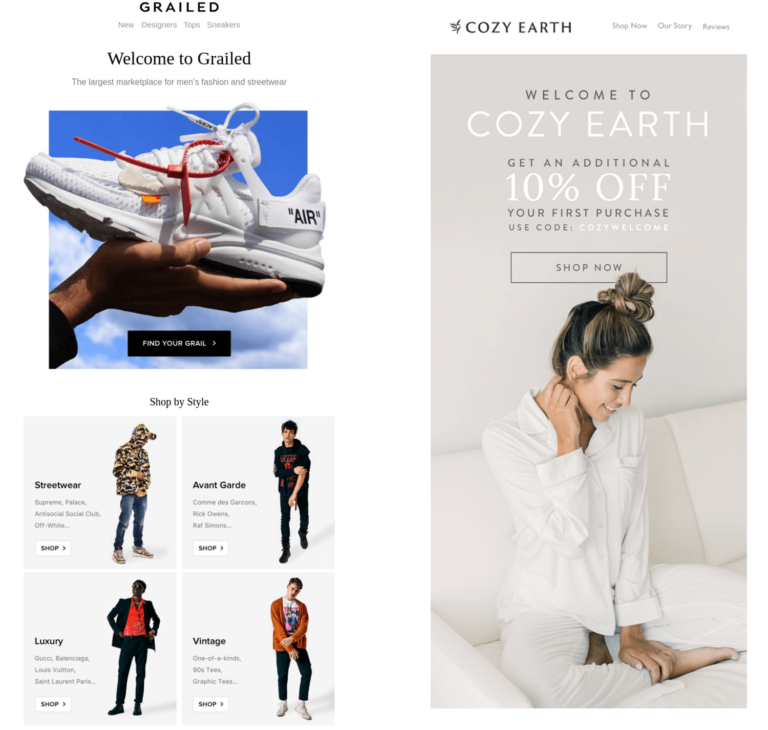 GRAILED
New Designers Tops Sneakers
Welcome to Grailed
The largest marketplace for men's fashion and streetwear
"AIR"
FIND YOUR GRAIL >
Shop by Style
Streetwear
Supreme, Palace,
Antisocial Social Club,
Off-White...
SHOP >
Avant Garde
Comme des Garcons,
Rick Owens,
Raf Simons...
SHOP >
Luxury
Gucci, Balenciaga,
Louis Vuitton,
Saint Laurent Paris...
SHOP >
Vintage
One-of-a-kinds,
90s Tees,
Graphic Tees...
SHOP >
COZY EARTH
Shop Now Our Story Reviews
WELCOME TO
COZY EARTH
GET AN ADDITIONAL
10% OFF
YOUR FIRST PURCHASE
USE CODE: COZYWELCOME
SHOP NOW